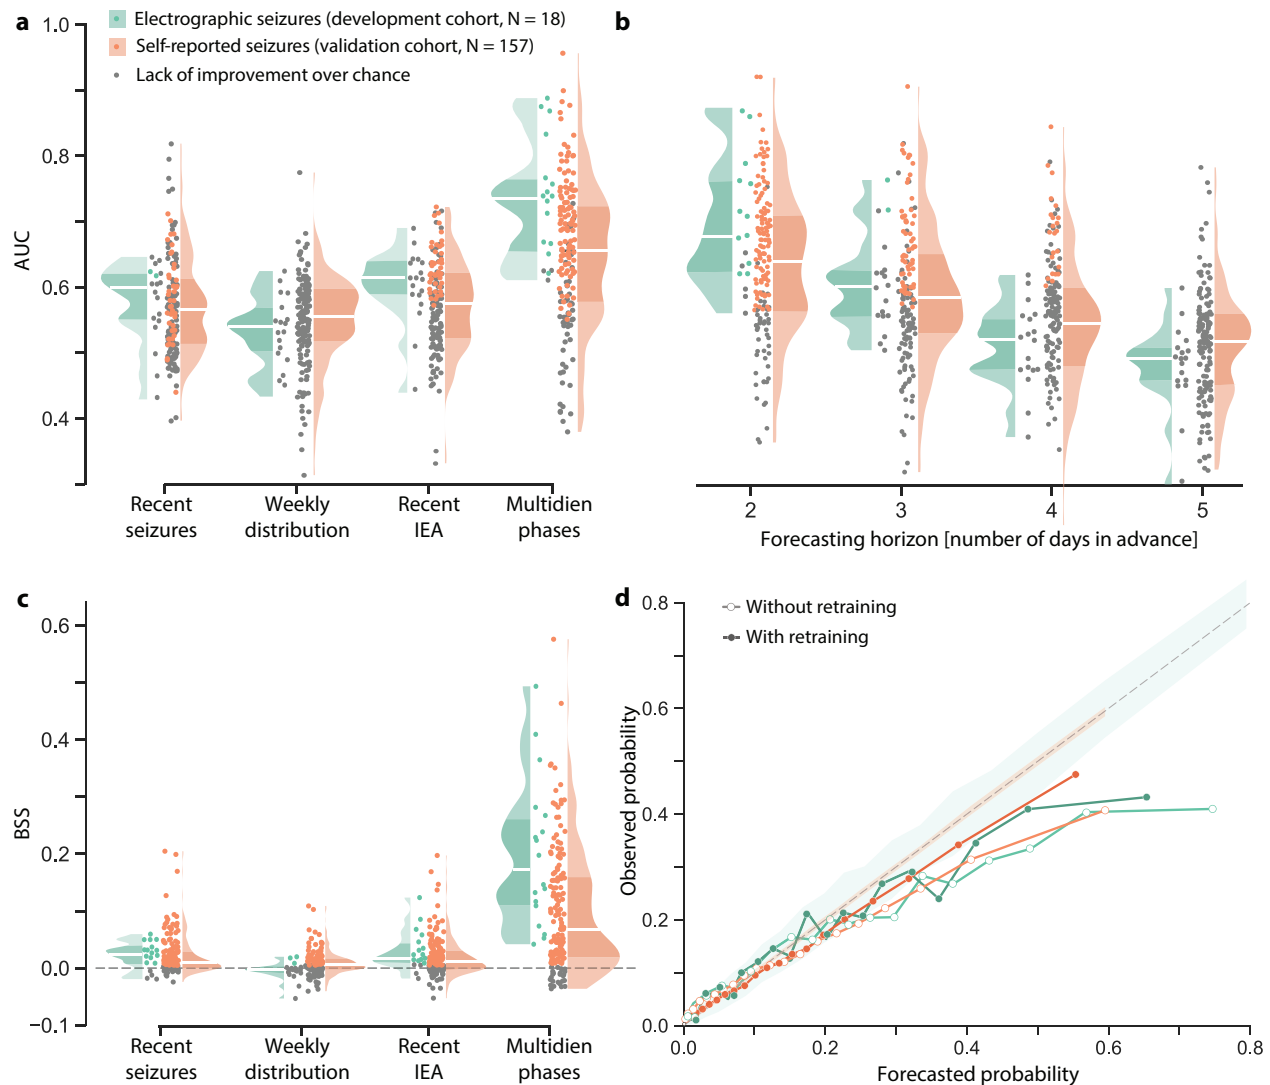 a
Electrographic seizures (development cohort, N = 18)
Self-reported seizures (validation cohort, N = 157)
Lack of improvement over chance
1.0
0.8
0.6
0.4
AUC
Recent seizures
Weekly distribution
Recent IEA
Multidien phases
b
2
3
4
5
Forecasting horizon [number of days in advance]
c
0.6
0.4
0.2
0.0
−0.1
BSS
Recent seizures
Weekly distribution
Recent IEA
Multidien phases
d
Without retraining
With retraining
0.8
0.6
0.4
0.2
0.0
Observed probability
0.0
0.2
0.4
0.6
0.8
Forecasted probability